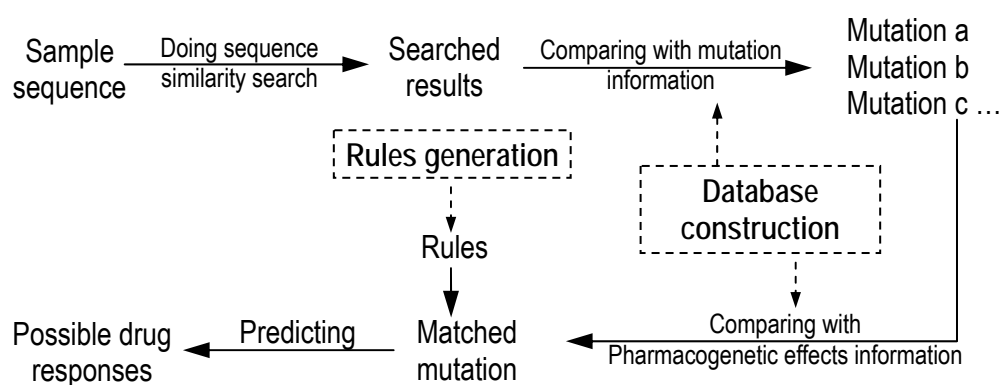 Sample
sequence
Doing sequence
similarity search
Searched
results
Comparing with mutation
information
Mutation a
Mutation b
Mutation c ...
Rules generation
Database
construction
Rules
Possible drug
responses
Predicting
Matched
mutation
Comparing with
Pharmacogenetic effects information